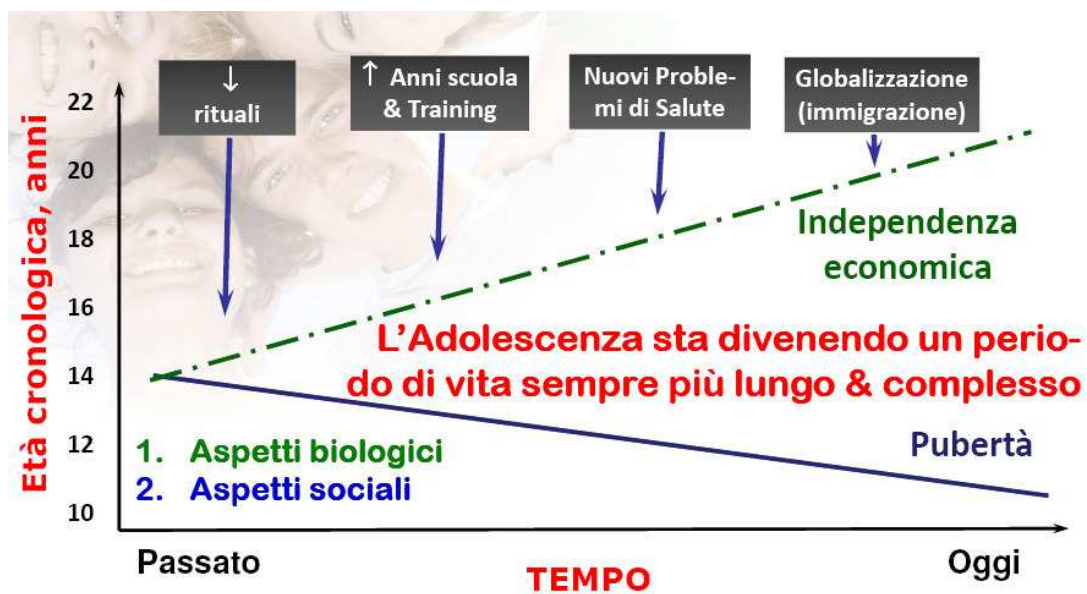 ↓
rituali
↑ Anni scuola
& Training
Nuovi Proble-
mi di Salute
Globalizzazione
(immigrazione)
Età cronologica, anni
22
20
18
16
14
12
10
Independenza
economica
L'Adolescenza sta divenendo un perio-
do di vita sempre più lungo & complesso
Pubertà
1. Aspetti biologici
2. Aspetti sociali
Passato
Oggi
TEMPO